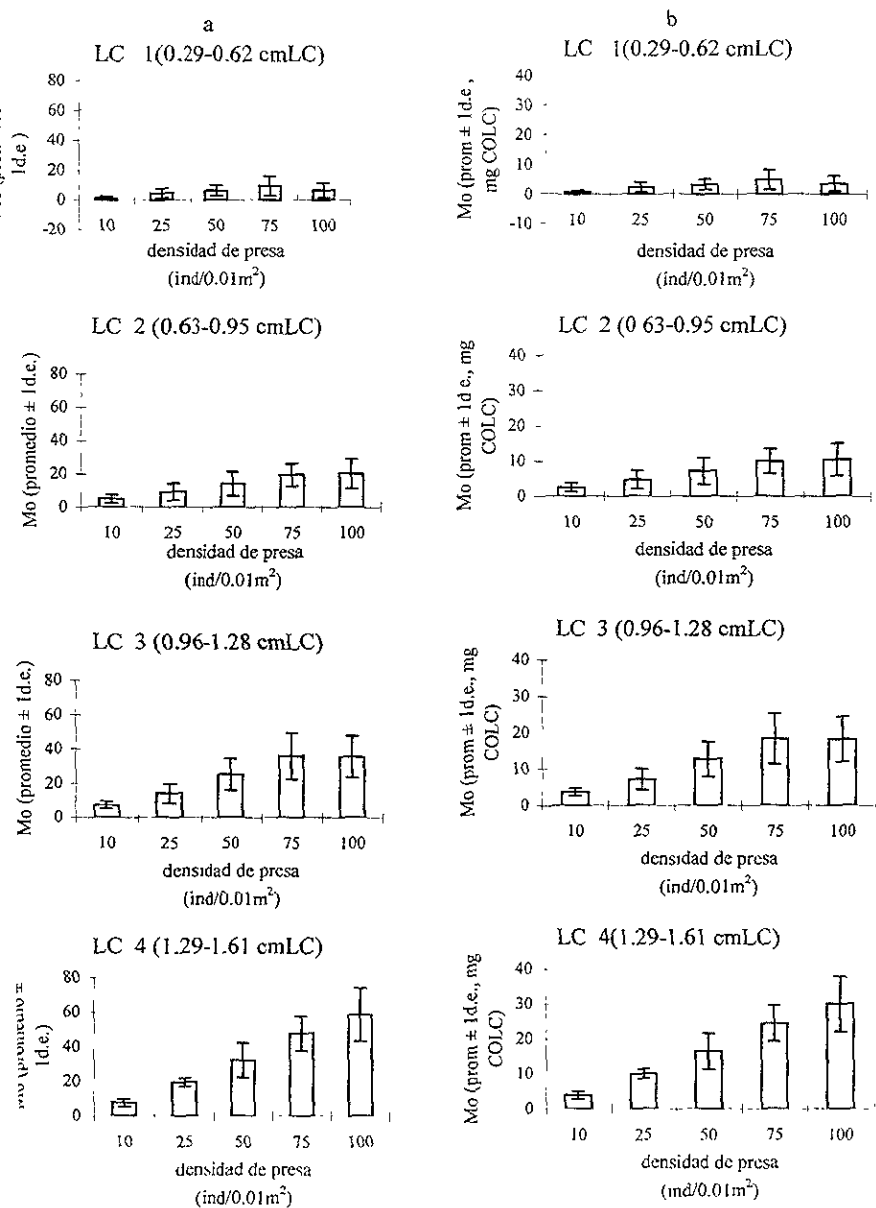 a
LC 1(0.29-0.62 cmLC)
1d.e )
80
60
40
20
0
-20
10 25 50 75 100
densidad de presa
(ind/0.01m²)
LC 2 (0.63-0.95 cmLC)
Mo (promedio ± 1d.e.)
80
60
40
20
0
10 25 50 75 100
densidad de presa
(ind/0.01m²)
LC 3 (0.96-1.28 cmLC)
Mo (promedio ± 1d.e.)
80
60
40
20
0
10 25 50 75 100
densidad de presa
(ind/0.01m²)
LC 4 (1.29-1.61 cmLC)
Mo (promedio ±
1d.e.)
80
60
40
20
0
10 25 50 75 100
densidad de presa
(ind/0.01m²)
b
LC 1(0.29-0.62 cmLC)
Mo (prom ± 1d.e ,
mg COLC)
40
30
20
10
0
-10
10 25 50 75 100
densidad de presa
(ind/0.01m²)
LC 2 (0 63-0.95 cmLC)
Mo (prom ± 1d e., mg
COLC)
40
30
20
10
0
10 25 50 75 100
densidad de presa
(ind/0.01m²)
LC 3 (0.96-1.28 cmLC)
Mo (prom ± 1d.e., mg
COLC)
40
30
20
10
0
10 25 50 75 100
densidad de presa
(ind/0.01m²)
LC 4(1.29-1.61 cmLC)
Mo (prom ± 1d.e., mg
COLC)
40
30
20
10
0
10 25 50 75 100
densidad de presa
(ind/0.01m²)